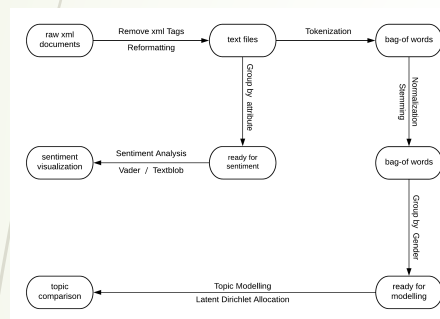 raw xml
documents
Remove xml Tags
Reformatting
text files
Tokenization
bag-of words
Group by attribute
Normalization
Stemming
sentiment
visualization
Sentiment Analysis
Vader / Textblob
ready for
sentiment
bag-of words
Group by Gender
topic
comparison
Topic Modelling
Latent Dirichlet Allocation
ready for
modelling